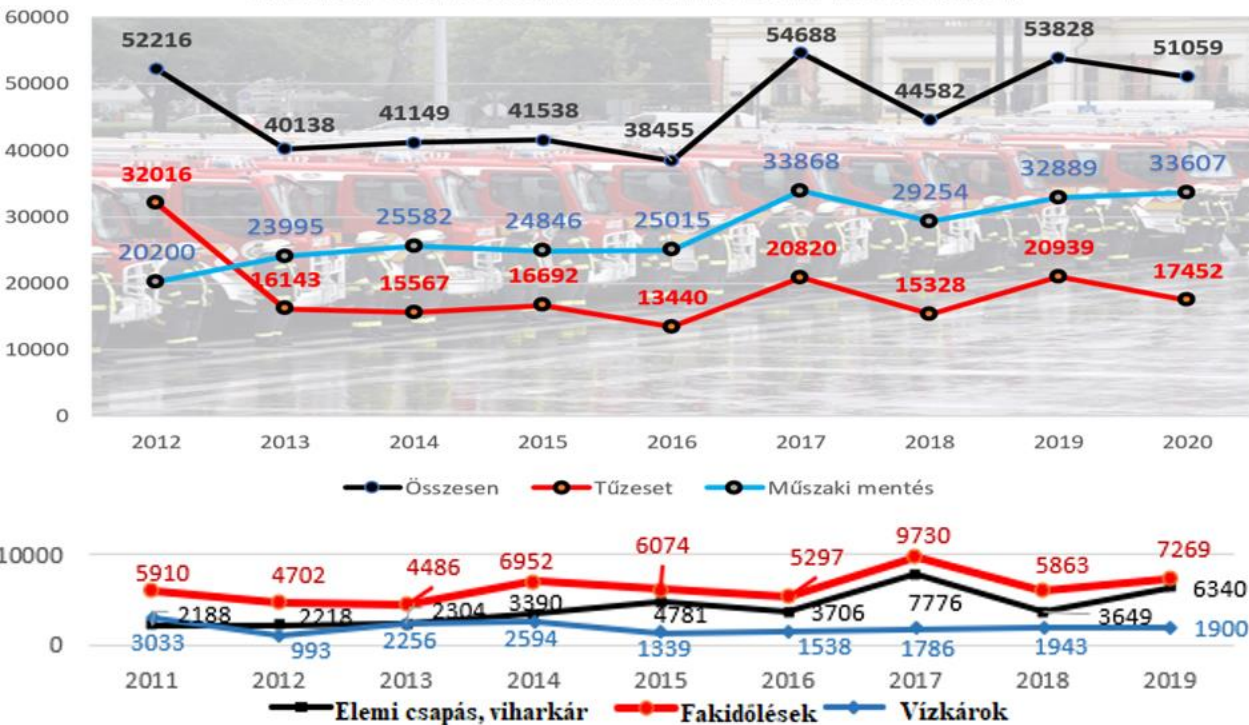 60000
52216 54688 53828 51059
50000
40138 41149 41538 38455 44582
40000
32016 33868 32889 33607
30000
20200 23995 25582 24846 25015 29254
20820 20939
20000
16143 15567 16692 13440 15328 17452
10000
0
2012 2013 2014 2015 2016 2017 2018 2019 2020
Összesen Tűzeset Műszaki mentés
10000
5910 4702 4486 6952 6074 5297 9730 5863 7269
2188 2218 2304 3390 4781 3706 7776 3649 6340
0
3033 993 2256 2594 1339 1538 1786 1943 1900
2011 2012 2013 2014 2015 2016 2017 2018 2019
Elemi csapás, viharkár Fakidőlések Vízkárok